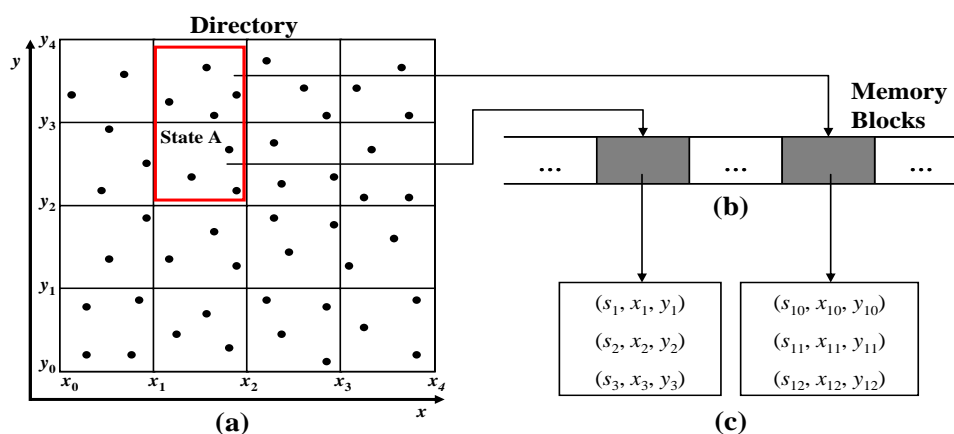 Directory
y
y₄
y₃
y₂
y₁
y₀
State A
x₀ x₁ x₂ x₃ x₄
x
(a)
Memory
Blocks
... ... ...
(b)
(s₁, x₁, y₁)
(s₂, x₂, y₂)
(s₃, x₃, y₃)
(s₁₀, x₁₀, y₁₀)
(s₁₁, x₁₁, y₁₁)
(s₁₂, x₁₂, y₁₂)
(c)